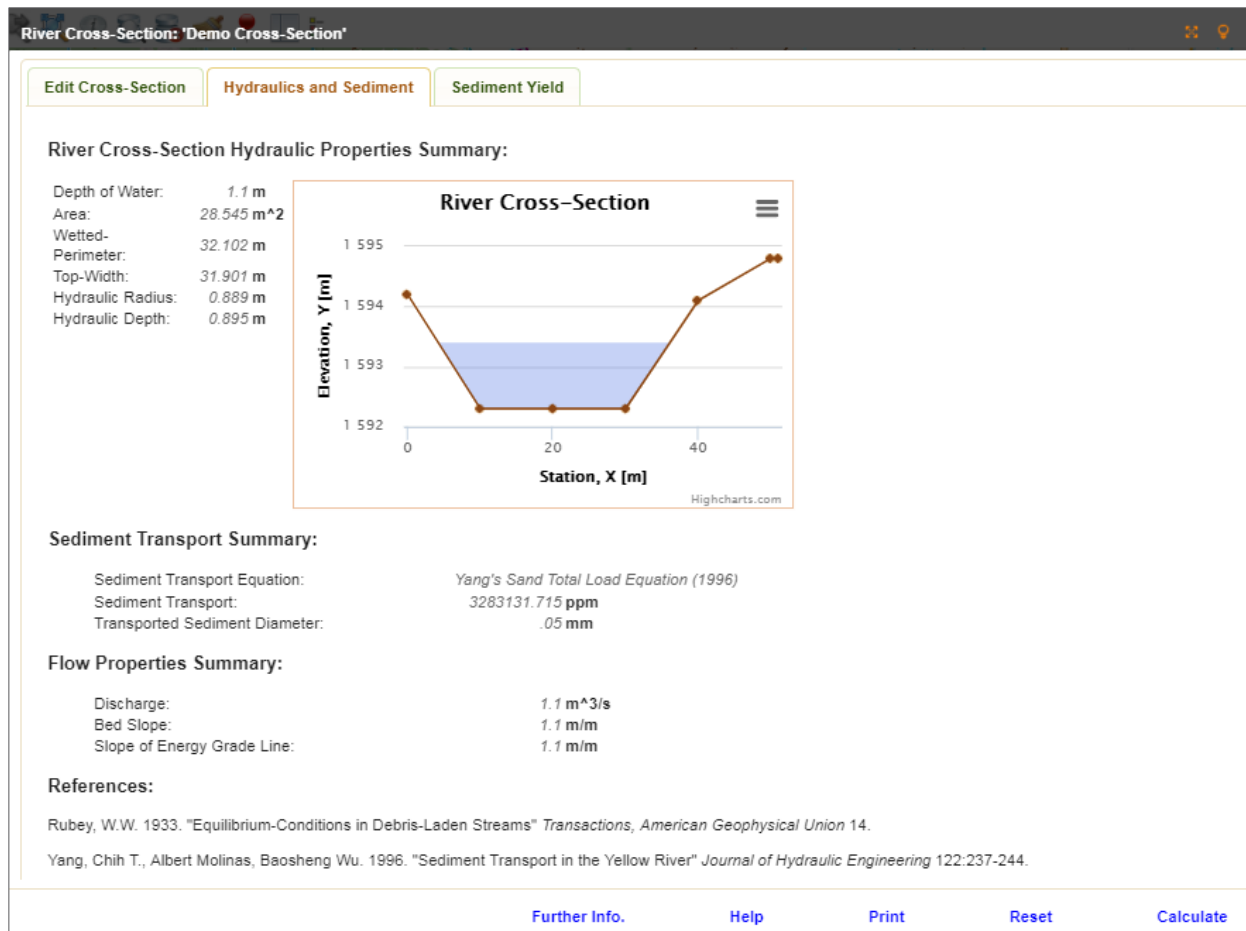 River Cross-Section: 'Demo Cross-Section'
Edit Cross-Section Hydraulics and Sediment Sediment Yield
River Cross-Section Hydraulic Properties Summary:
Depth of Water: 1.1 m
Area: 28.545 m^2
Wetted-
Perimeter: 32.102 m
Top-Width: 31.901 m
Hydraulic Radius: 0.889 m
Hydraulic Depth: 0.895 m
River Cross-Section
Elevation, Y [m]
1 595
1 594
1 593
1 592
0 20 40
Station, X [m]
Highcharts.com
Sediment Transport Summary:
Sediment Transport Equation: Yang's Sand Total Load Equation (1996)
Sediment Transport: 3283131.715 ppm
Transported Sediment Diameter: .05 mm
Flow Properties Summary:
Discharge: 1.1 m^3/s
Bed Slope: 1.1 m/m
Slope of Energy Grade Line: 1.1 m/m
References:
Rubey, W.W. 1933. "Equilibrium-Conditions in Debris-Laden Streams" Transactions, American Geophysical Union 14.
Yang, Chih T., Albert Molinas, Baosheng Wu. 1996. "Sediment Transport in the Yellow River" Journal of Hydraulic Engineering 122:237-244.
Further Info. Help Print Reset Calculate